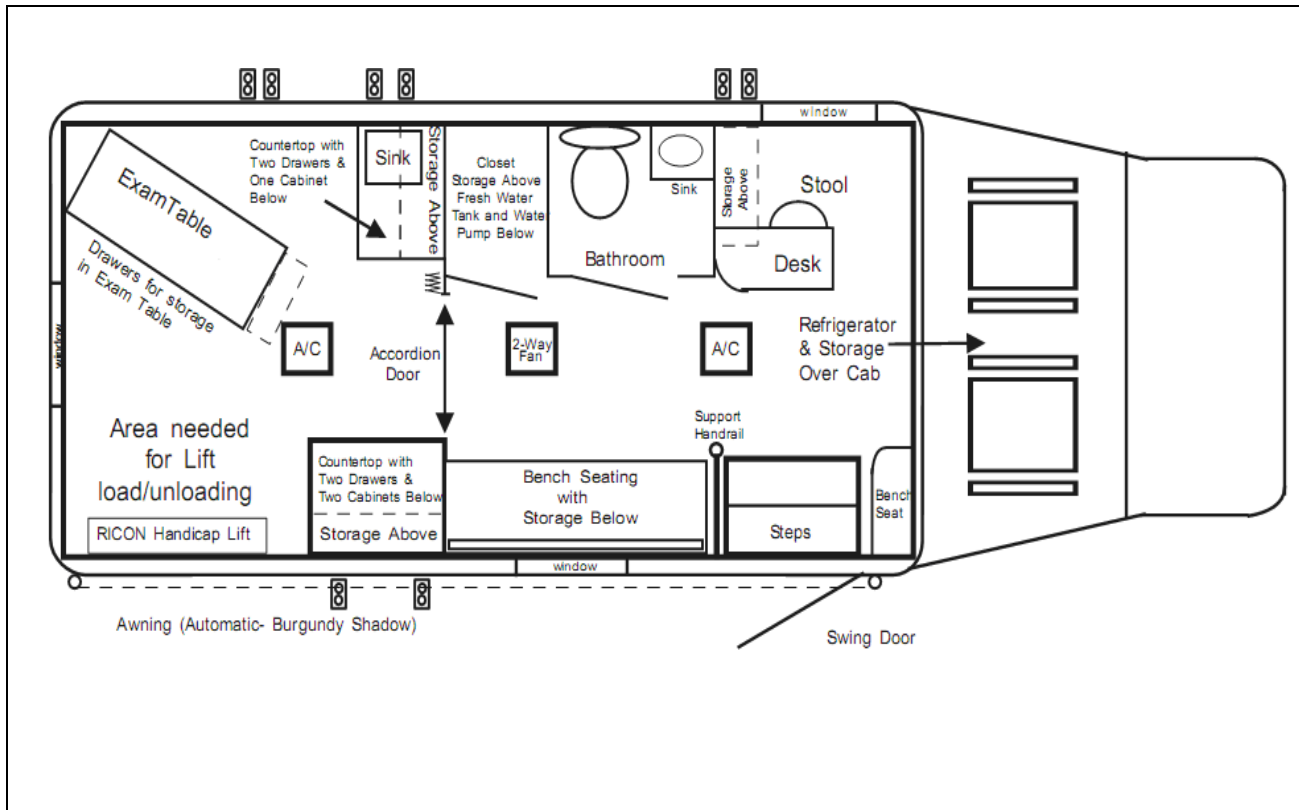 window
Countertop with
Two Drawers &
One Cabinet
Below
Sink
Storage Above
Closet
Storage Above
Fresh Water
Tank and Water
Pump Below
Sink
Storage
Above
Stool
ExamTable
Bathroom
Desk
Drawers for storage
in Exam Table
window
A/C
Accordion
Door
2-Way
Fan
A/C
Refrigerator
& Storage
Over Cab
Area needed
for Lift
load/unloading
Support
Handrail
Countertop with
Two Drawers &
Two Cabinets Below
Storage Above
Bench Seating
with
Storage Below
Steps
Bench
Seat
RICON Handicap Lift
window
Awning (Automatic- Burgundy Shadow)
Swing Door